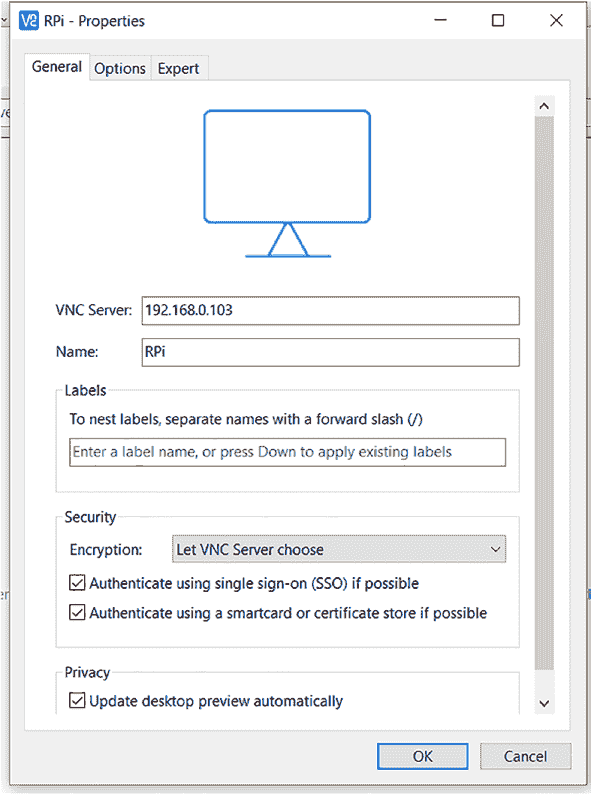 RPi - Properties
General Options Expert
VNC Server: 192.168.0.103
Name: RPi
Labels
To nest labels, separate names with a forward slash (/)
Enter a label name, or press Down to apply existing labels
Security
Encryption: Let VNC Server choose
Authenticate using single sign-on (SSO) if possible
Authenticate using a smartcard or certificate store if possible
Privacy
Update desktop preview automatically
OK Cancel